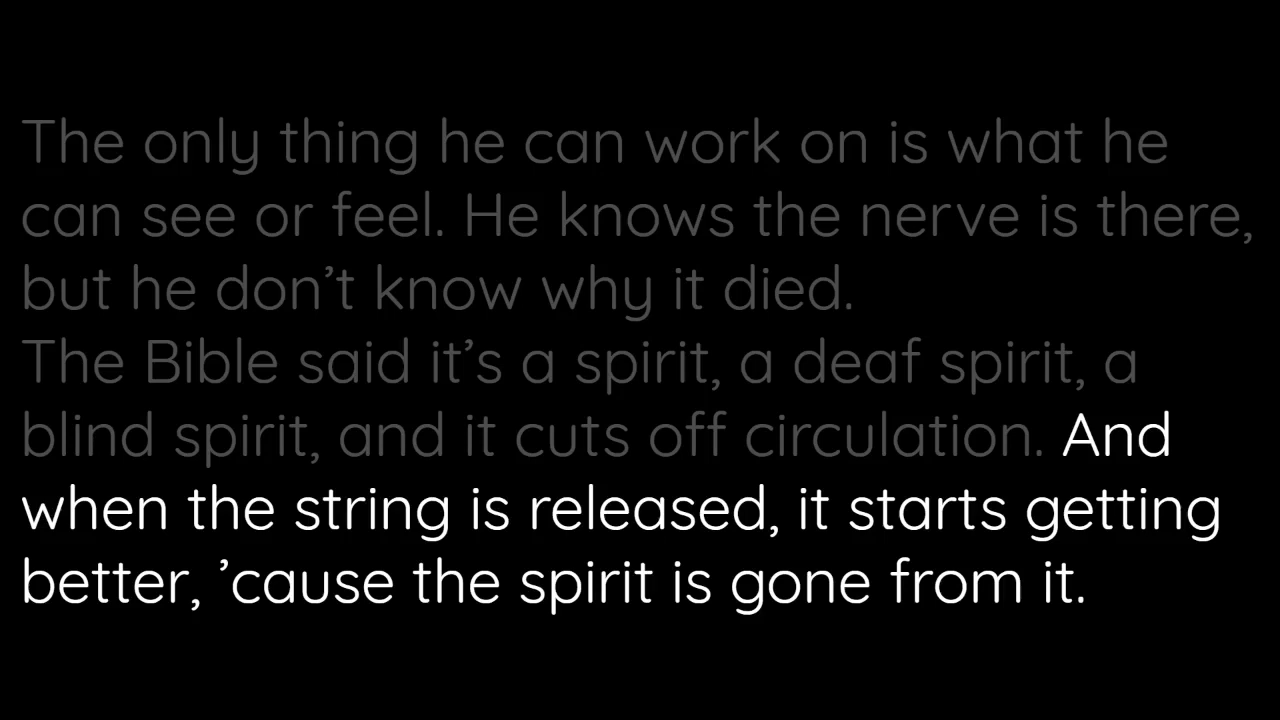 The only thing he can work on is what he
can see or feel. He knows the nerve is there,
but he don’t know why it died.
The Bible said it’s a spirit, a deaf spirit, a
blind spirit, and it cuts off circulation. And
when the string is released, it starts getting
better, ’cause the spirit is gone from it.